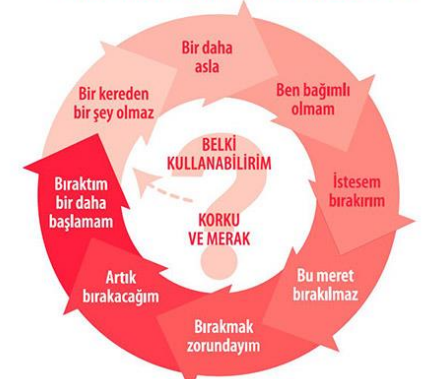 BELKİ
KULLANABİLİRİM
KORKU
VE MERAK
?
Bir kereden
bir şey olmaz
Bir daha
asla
Ben bağımlı
olmam
İstesem
bırakırım
Bu meret
bırakılmaz
Bırakmak
zorundayım
Artık
bırakacağım
Bıraktım
bir daha
başlamam